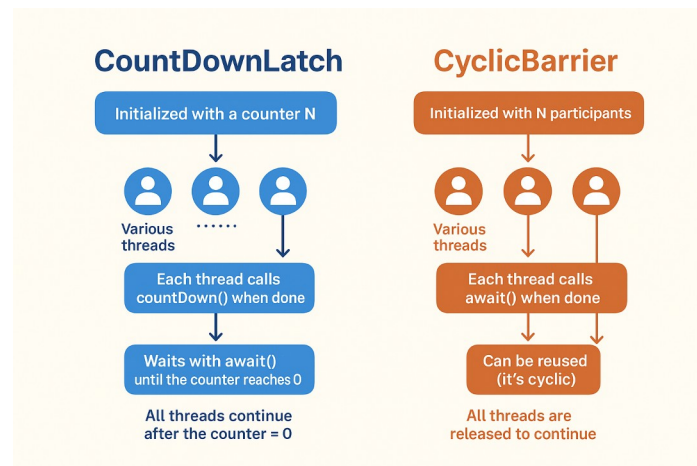 CountDownLatch
Initialized with a counter N
Various
threads
......
Each thread calls
countDown() when done
Waits with await()
until the counter reaches 0
All threads continue
after the counter = 0
CyclicBarrier
Initialized with N participants
Various
threads
Each thread calls
await() when done
Can be reused
(it's cyclic)
All threads are
released to continue